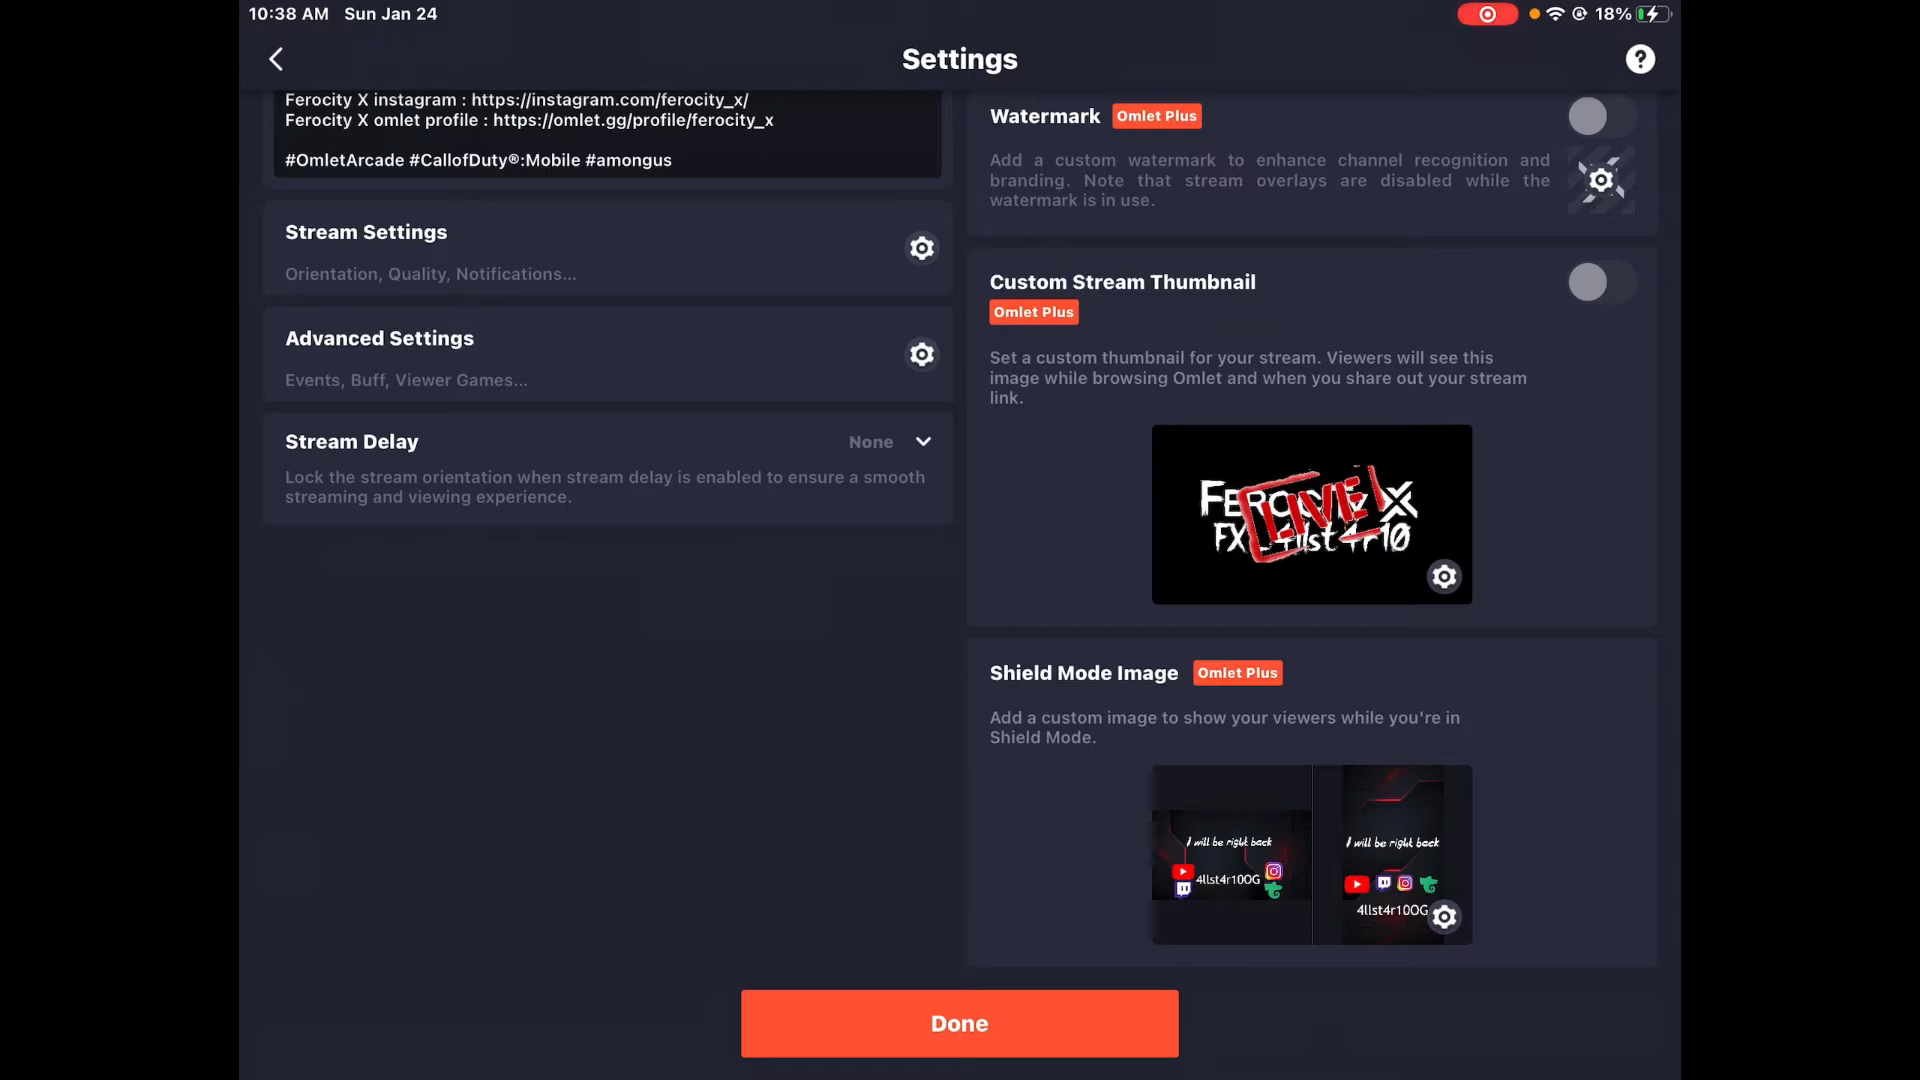 10:38 AM Sun Jan 24
18%
Settings
?
Ferocity X instagram : https://instagram.com/ferocity_x/
Ferocity X omlet profile : https://omlet.gg/profile/ferocity_x
#OmletArcade #CallofDuty®:Mobile #amongus
Stream Settings
Orientation, Quality, Notifications...
Advanced Settings
Events, Buff, Viewer Games...
Stream Delay
None
Lock the stream orientation when stream delay is enabled to ensure a smooth
streaming and viewing experience.
Watermark Omlet Plus
Add a custom watermark to enhance channel recognition and
branding. Note that stream overlays are disabled while the
watermark is in use.
Custom Stream Thumbnail
Omlet Plus
Set a custom thumbnail for your stream. Viewers will see this
image while browsing Omlet and when you share out your stream
link.
LIVE
Shield Mode Image Omlet Plus
Add a custom image to show your viewers while you're in
Shield Mode.
I will be right back
4llst4r10OG
I will be right back
4llst4r10OG
Done